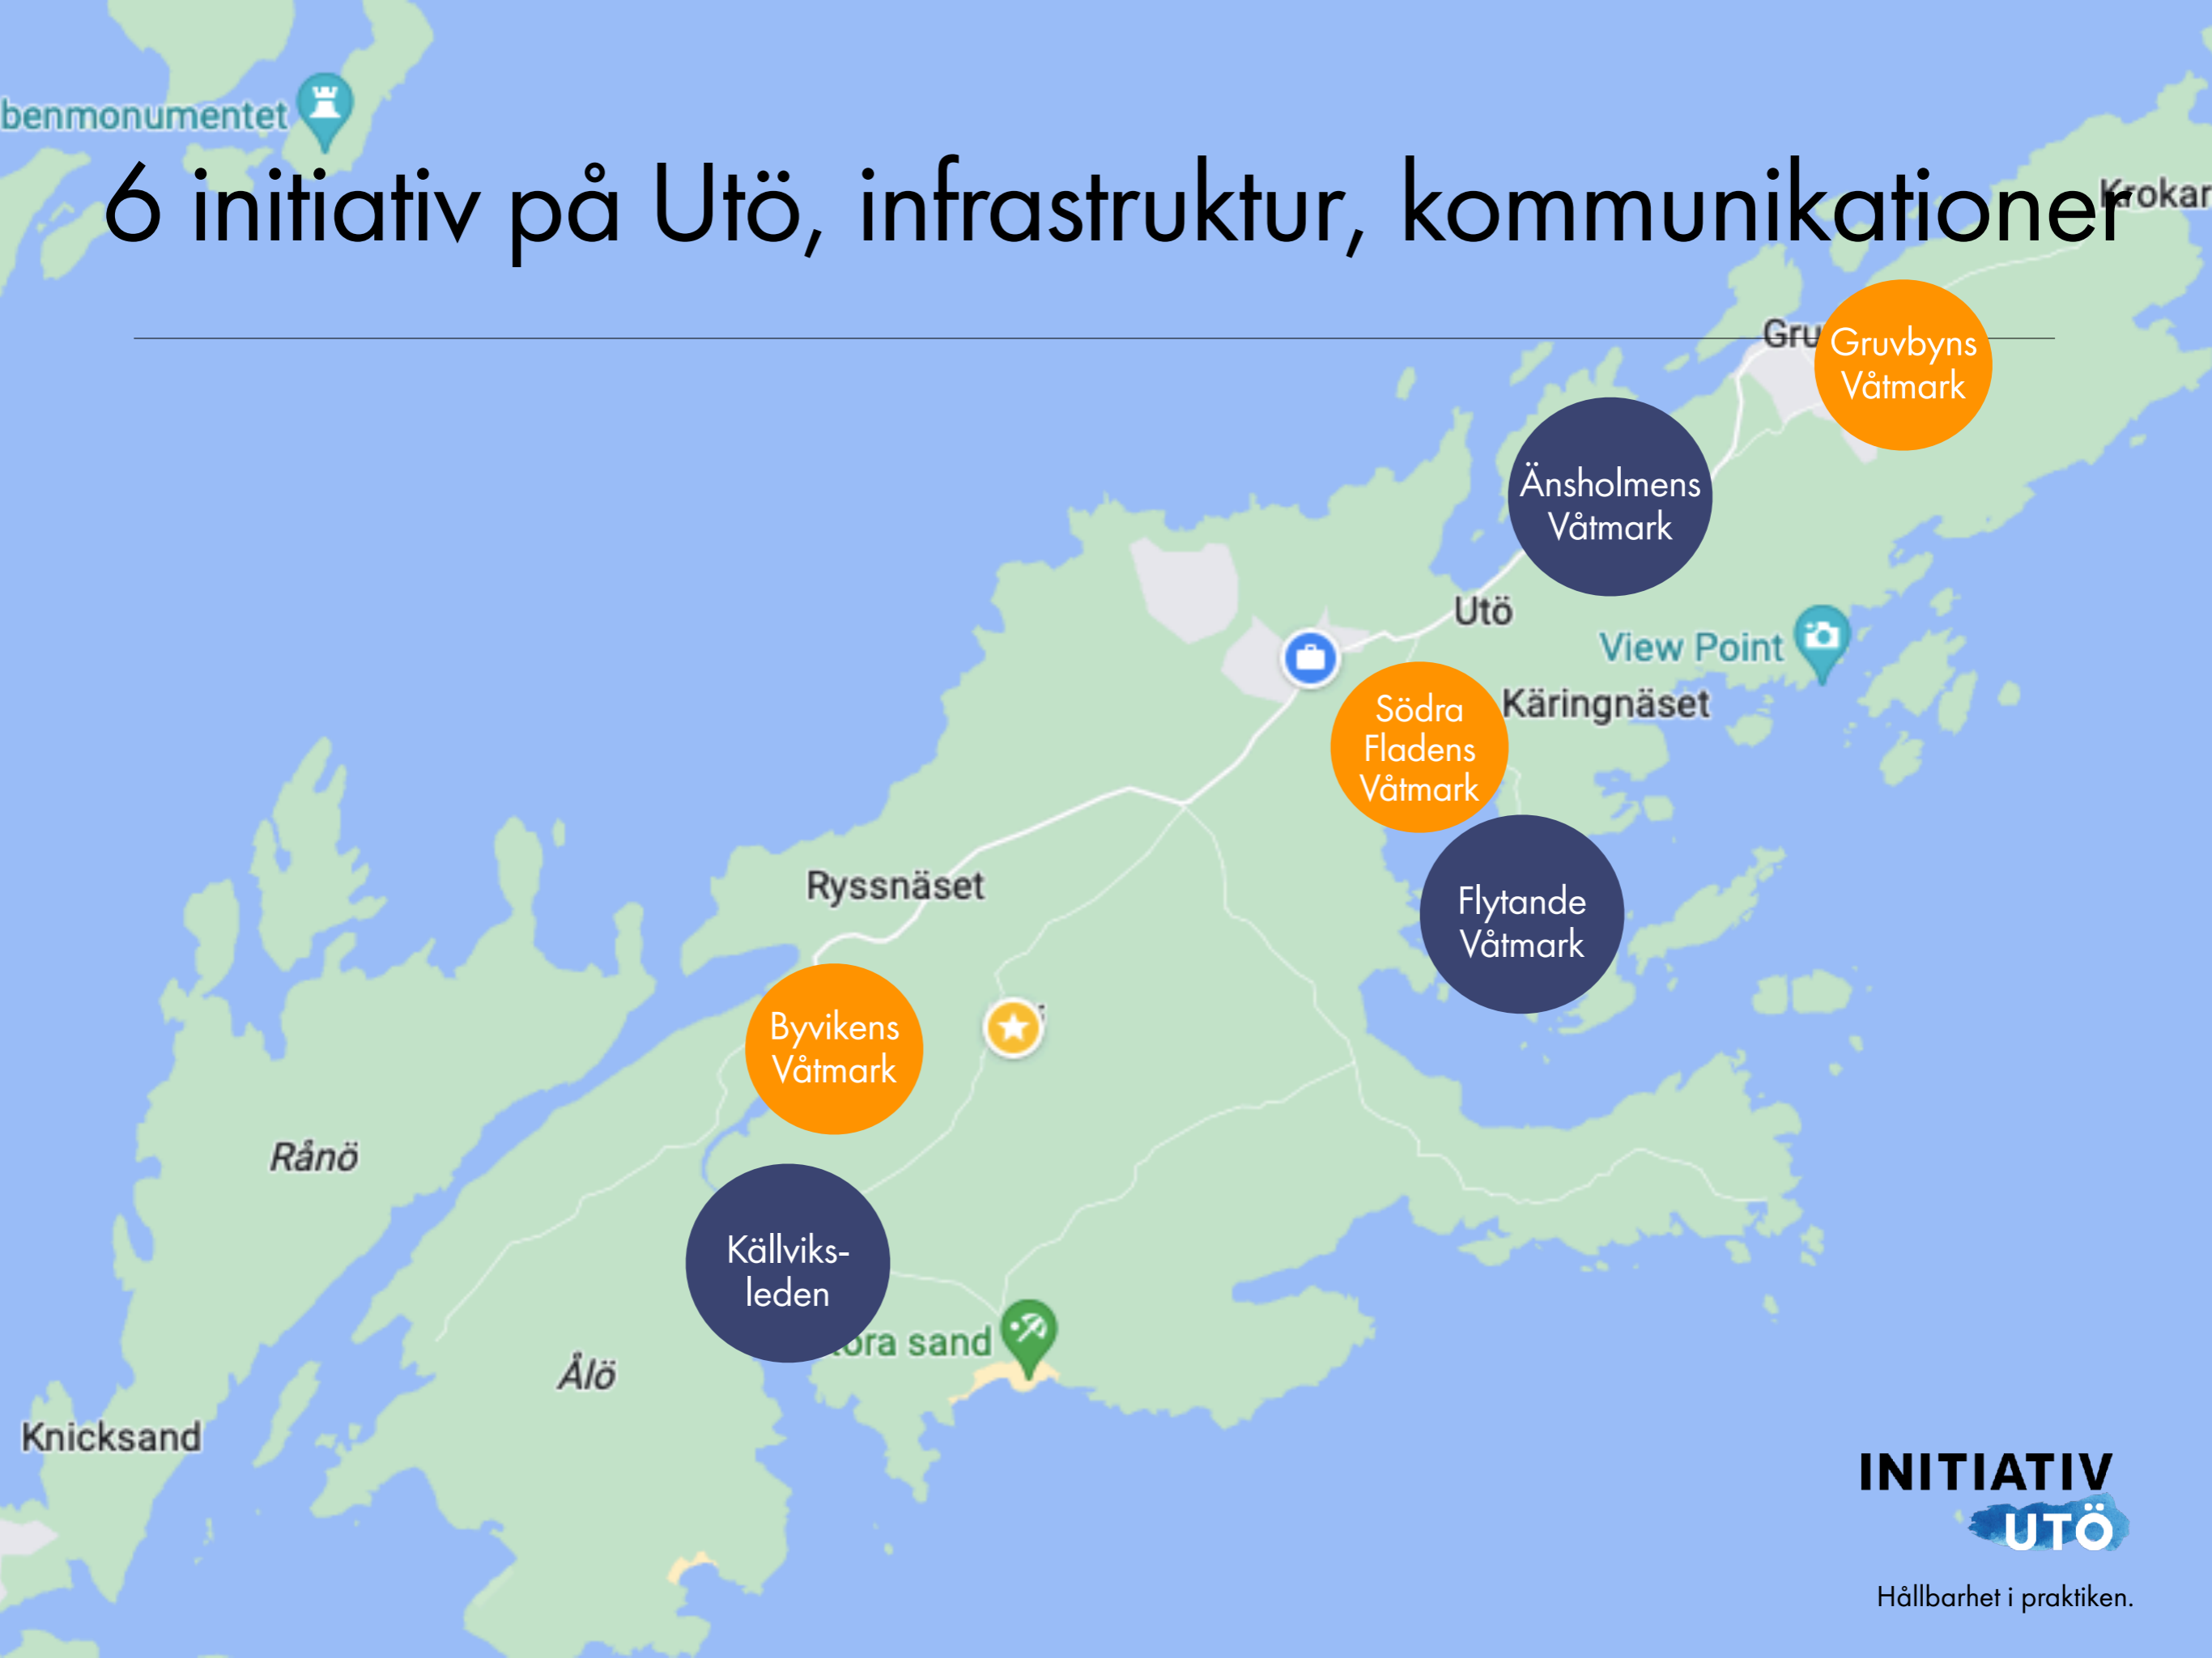 benmonumentet
6 initiativ på Utö, infrastruktur, kommunikationer
Krokar
Gru
Gruvbyns
Våtmark
Änsholmens
Våtmark
Utö
View Point
Käringnäset
Södra
Fladens
Våtmark
Ryssnäset
Flytande
Våtmark
Byvikens
Våtmark
Rånö
Källviks-
leden
ora sand
Ålö
Knicksand
INITIATIV
UTÖ
Hållbarhet i praktiken.